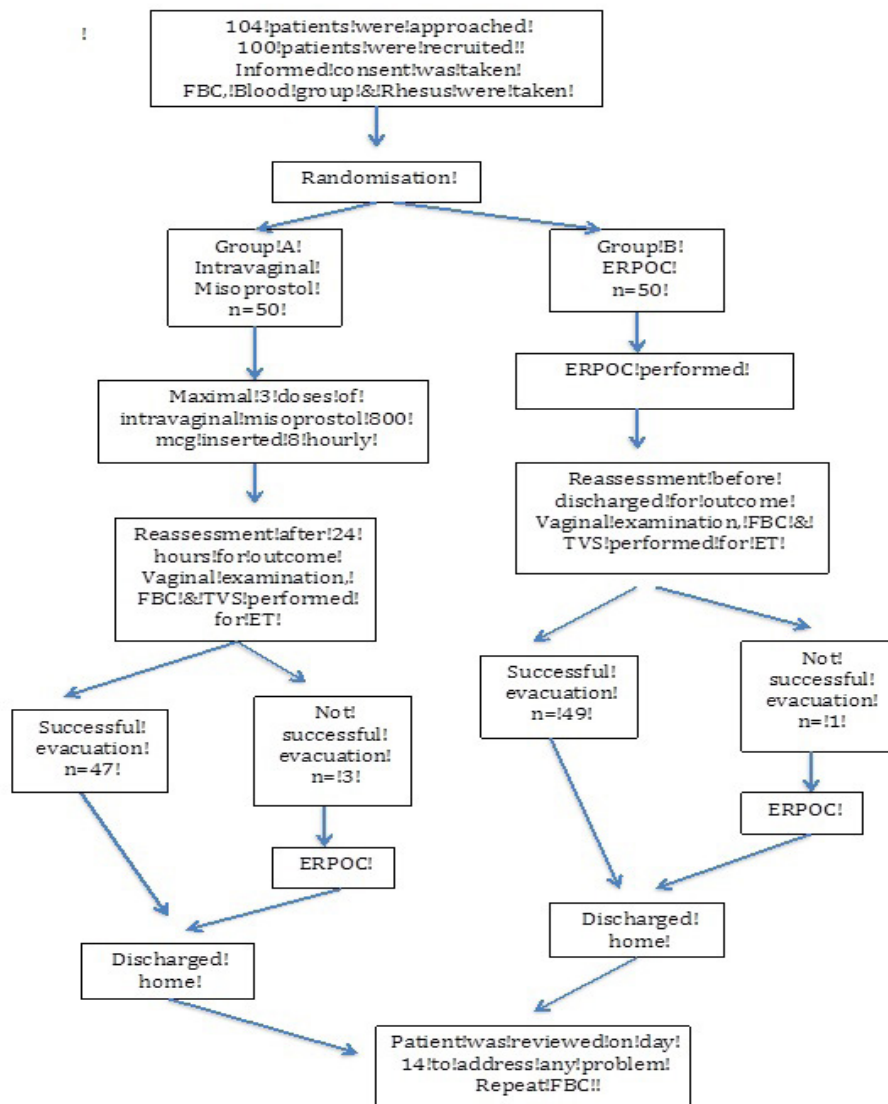 !
104!patients!were!approached!
100!patients!were!recruited!!
Informed!consent!was!taken!
FBC,!Blood!group!&!Rhesus!were!taken!
Randomisation!
Group!A!
Intravaginal!
Misoprostol!
n=50!
Group!B!
ERPOC!
n=50!
Maximal!3!doses!of!
intravaginal!misoprostol!800!
mcg!inserted!8!hourly!
ERPOC!performed!
Reassessment!after!24!
hours!for!outcome!
Vaginal!examination,!
FBC!&!TVS!performed!
for!ET!
Reassessment!before!
discharged!for!outcome!
Vaginal!examination,!FBC!&!
TVS!performed!for!ET!
Successful!
evacuation!
n=47!
Not!
successful!
evacuation!
n=!3!
Successful!
evacuation!
n=!49!
Not!
successful!
evacuation!
n=!1!
ERPOC!
ERPOC!
Discharged!
home!
Discharged!
home!
Patient!was!reviewed!on!day!
14!to!address!any!problem!
Repeat!FBC!!